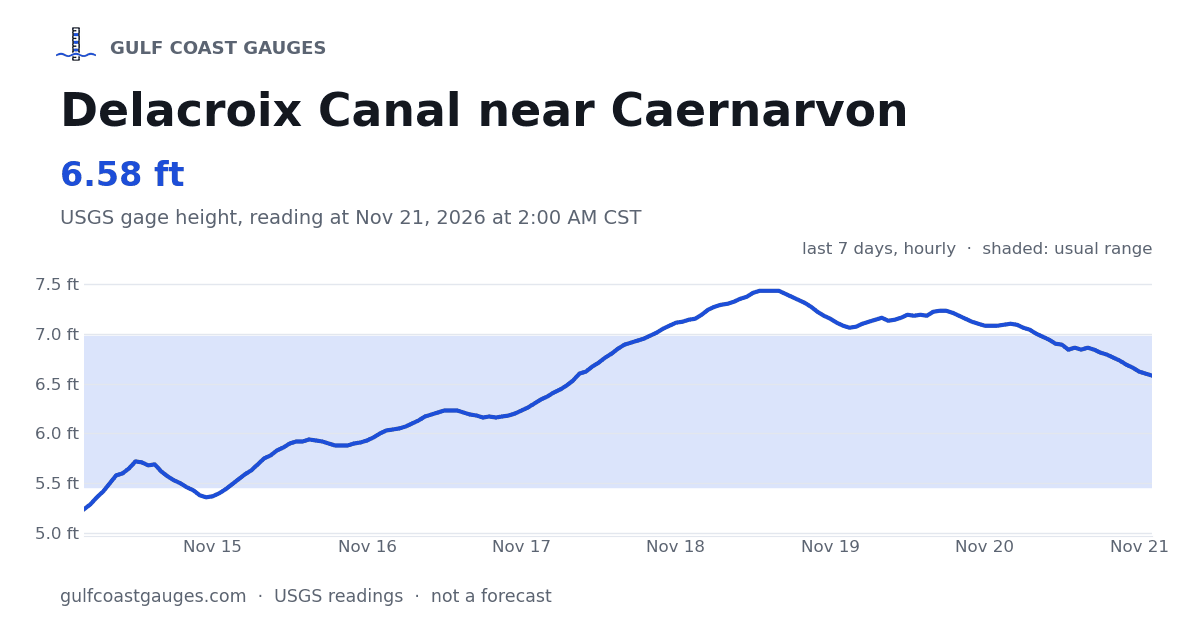 GULF COAST GAUGES
Delacroix Canal near Caernarvon
6.58 ft
USGS gage height, reading at Nov 21, 2026 at 2:00 AM CST
last 7 days, hourly · shaded: usual range
7.5 ft
7.0 ft
6.5 ft
6.0 ft
5.5 ft
5.0 ft
Nov 15 Nov 16 Nov 17 Nov 18 Nov 19 Nov 20 Nov 21
gulfcoastgauges.com · USGS readings · not a forecast